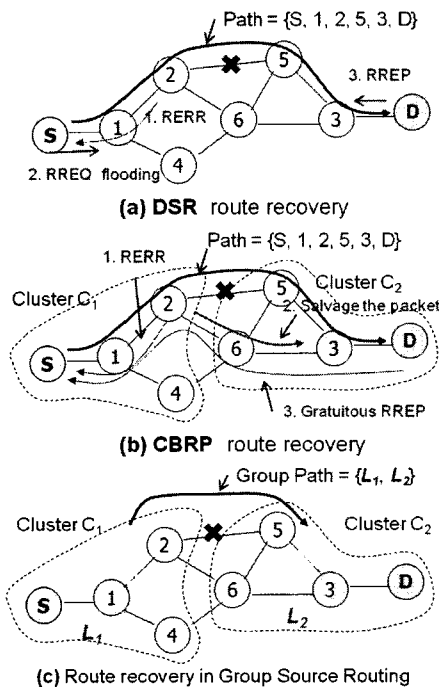 Path = {S, 1, 2, 5, 3, D}
2
5
3. RREP
S
1
1. RERR
6
3
D
2. RREQ flooding
4
(a) DSR route recovery
Path = {S, 1, 2, 5, 3, D}
1. RERR
Cluster C1
Cluster C2
2
5
2. Salvage the packet
S
1
6
3
D
4
3. Gratuitous RREP
(b) CBRP route recovery
Group Path = {L1, L2}
Cluster C1
Cluster C2
2
5
S
1
6
3
D
L1
4
L2
(c) Route recovery in Group Source Routing